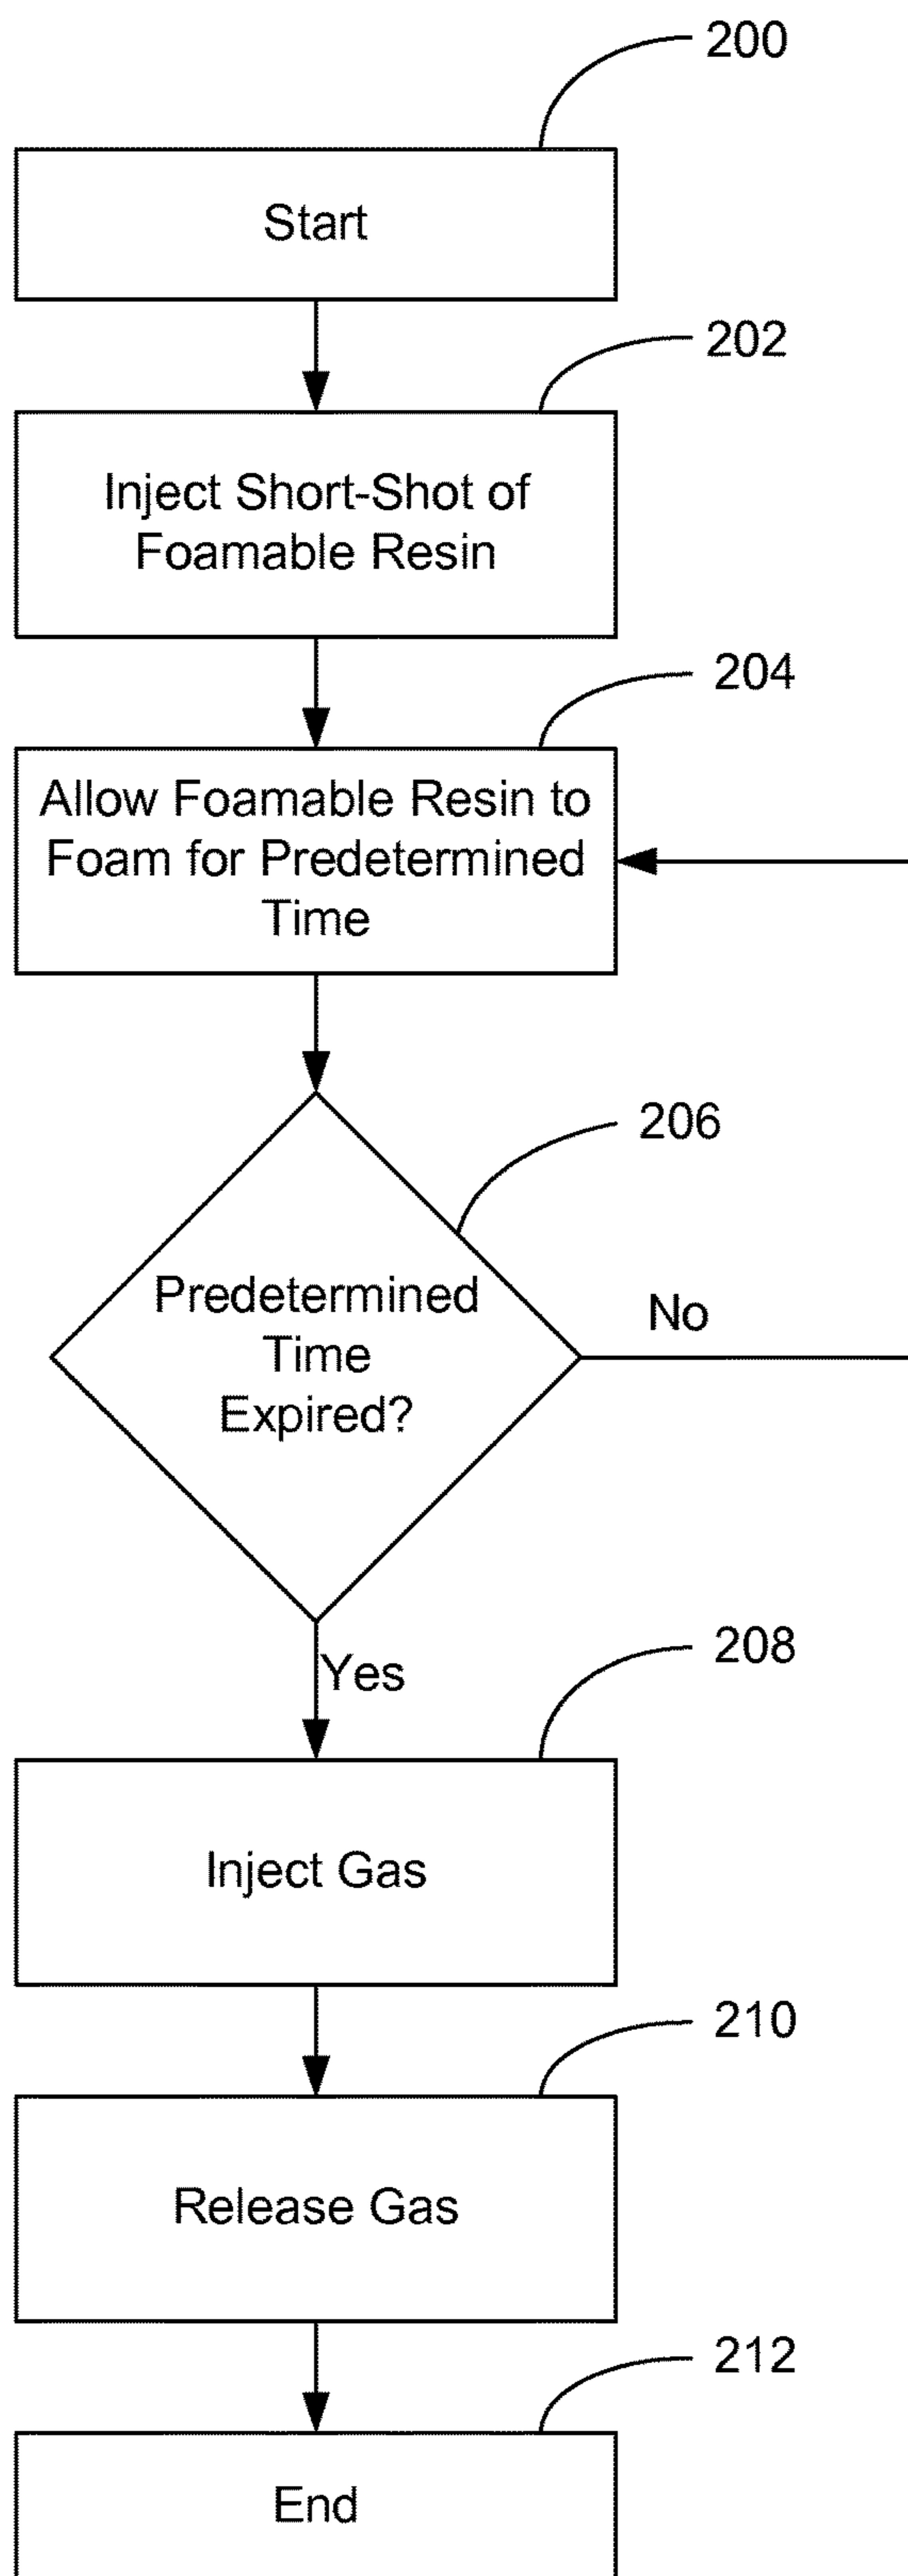 200
Start
202
Inject Short-Shot of
Foamable Resin
204
Allow Foamable Resin to
Foam for Predetermined
Time
206
Predetermined
Time
Expired?
No
Yes
208
Inject Gas
210
Release Gas
212
End